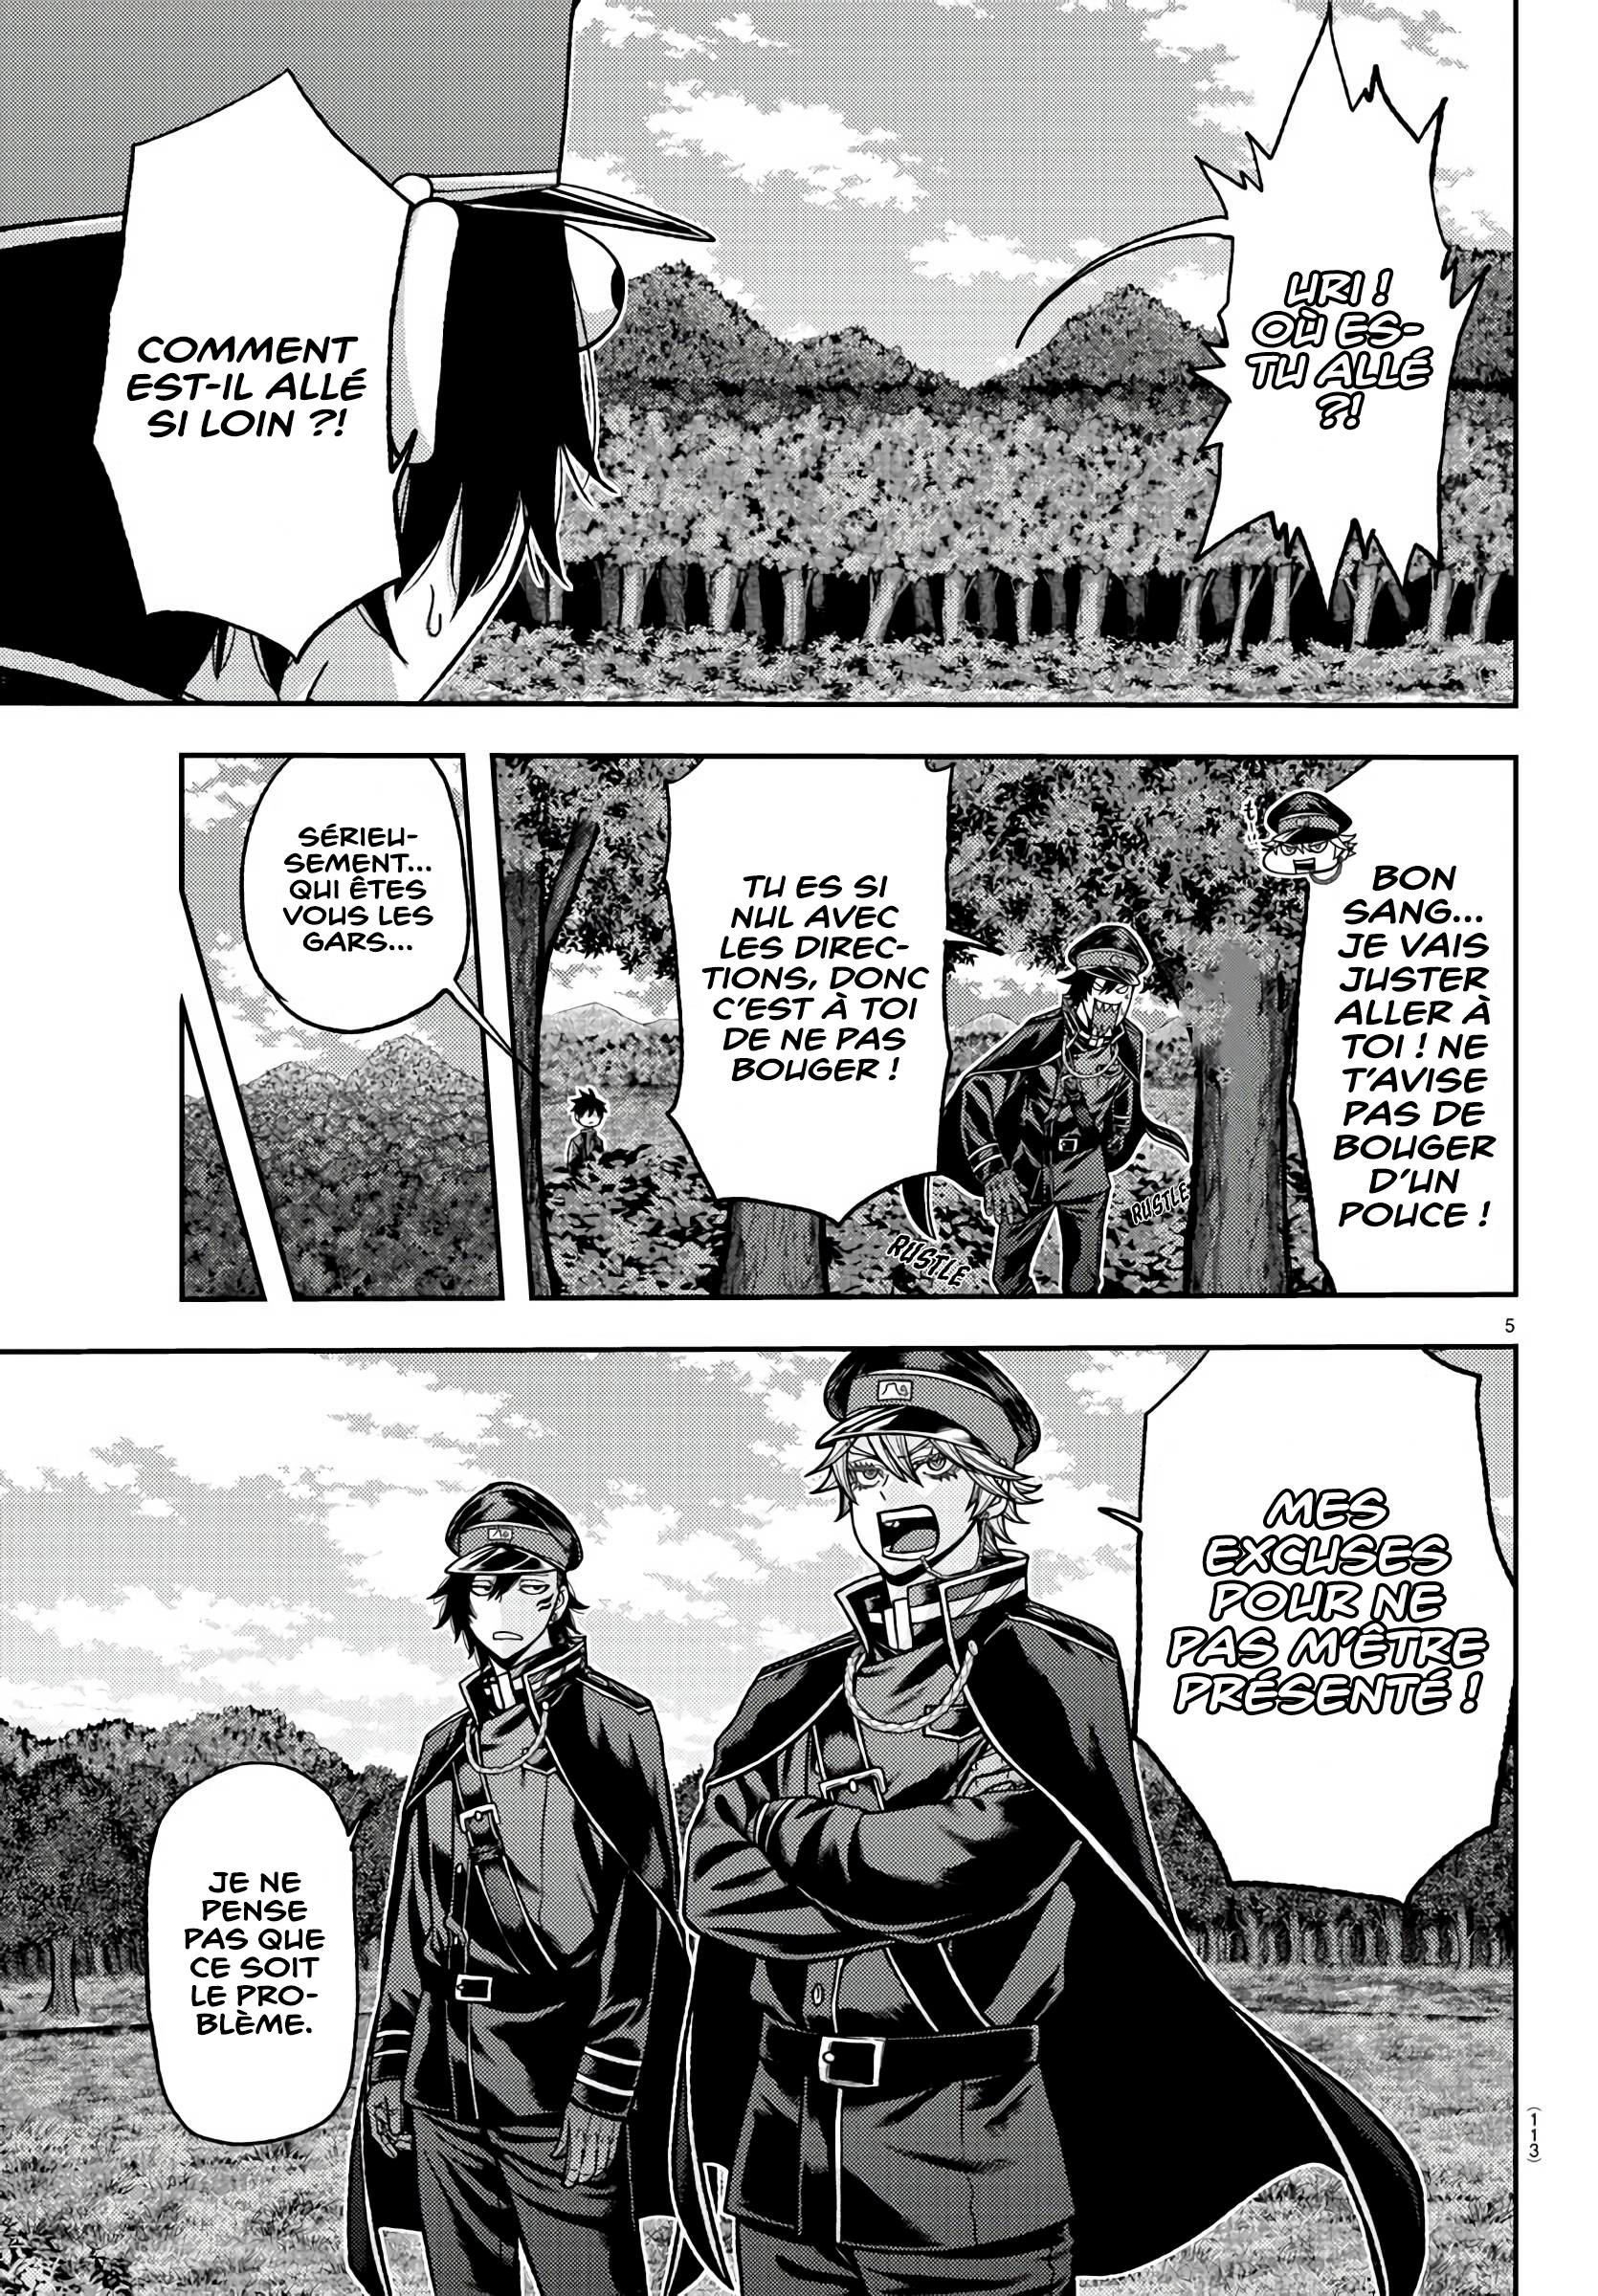 URI !
OÙ ES-
TU ALLÉ
?!
COMMENT
EST-IL ALLÉ
SI LOIN ?!
BON
SANG...
JE VAIS
JUSTER
ALLER À
TOI ! NE
T'AVISE
PAS DE
BOUGER
D'UN
POUCE !
TU ES SI
NUL AVEC
LES DIREC-
TIONS, DONC
C'EST À TOI
DE NE PAS
BOUGER !
RUSTLE
RUSTLE
SÉRIEU-
SEMENT...
QUI ÊTES
VOUS LES
GARS...
5
MES
EXCUSES
POUR NE
PAS M'ÊTRE
PRÉSENTÉ !
JE NE
PENSE
PAS QUE
CE SOIT
LE PRO-
BLÈME.
(113)